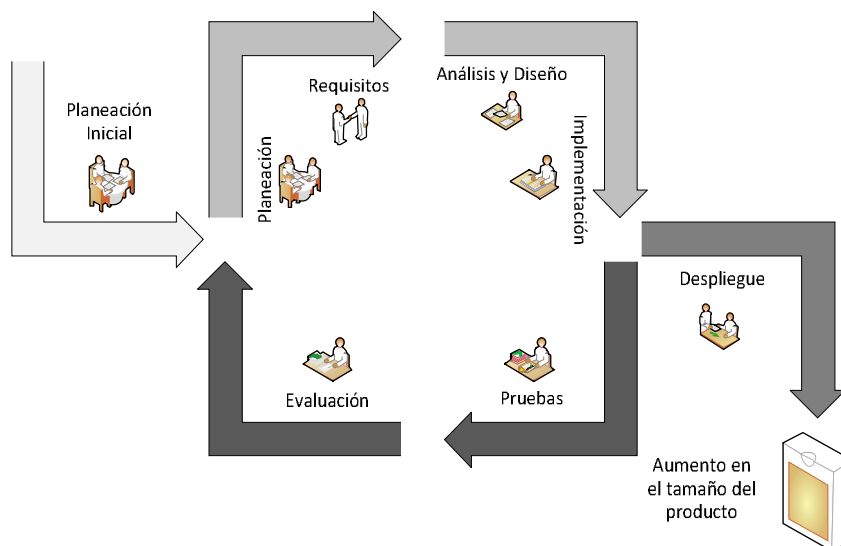 Planeación
Inicial
Planeación
Requisitos
Análisis y Diseño
Implementación
Despliegue
Pruebas
Evaluación
Aumento en
el tamaño del
producto